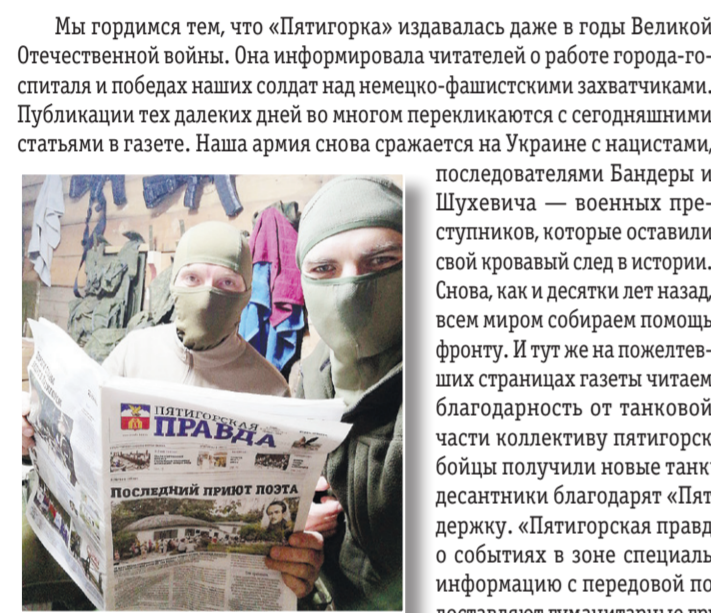 Мы гордимся тем, что «Пятигорка» издавалась даже в годы Великой
Отечественной войны. Она информировала читателей о работе города-го-
спиталя и победах наших солдат над немецко-фашистскими захватчиками.
Публикации тех далеких дней во многом перекликаются с сегодняшними
статьями в газете. Наша армия снова сражается на Украине с нацистами,
последователями Бандеры и
Шухевича — военных пре-
ступников, которые оставили
свой кровавый след в истории.
Снова, как и десятки лет назад,
всем миром собираем помощь
фронту. И тут же на пожелтев-
ших страницах газеты читаем
благодарность от танковой
части коллективу пятигорск
бойцы получили новые танк
десантники благодарят «Пят
держку. «Пятигорская правд
о событиях в зоне специаль
информацию с передовой по
доставляют гуманитарные гр
ПЯТИГОРСКАЯ
ПРАВДА
ПОСЛЕДНИЙ ПРИЮТ ПОЭТА